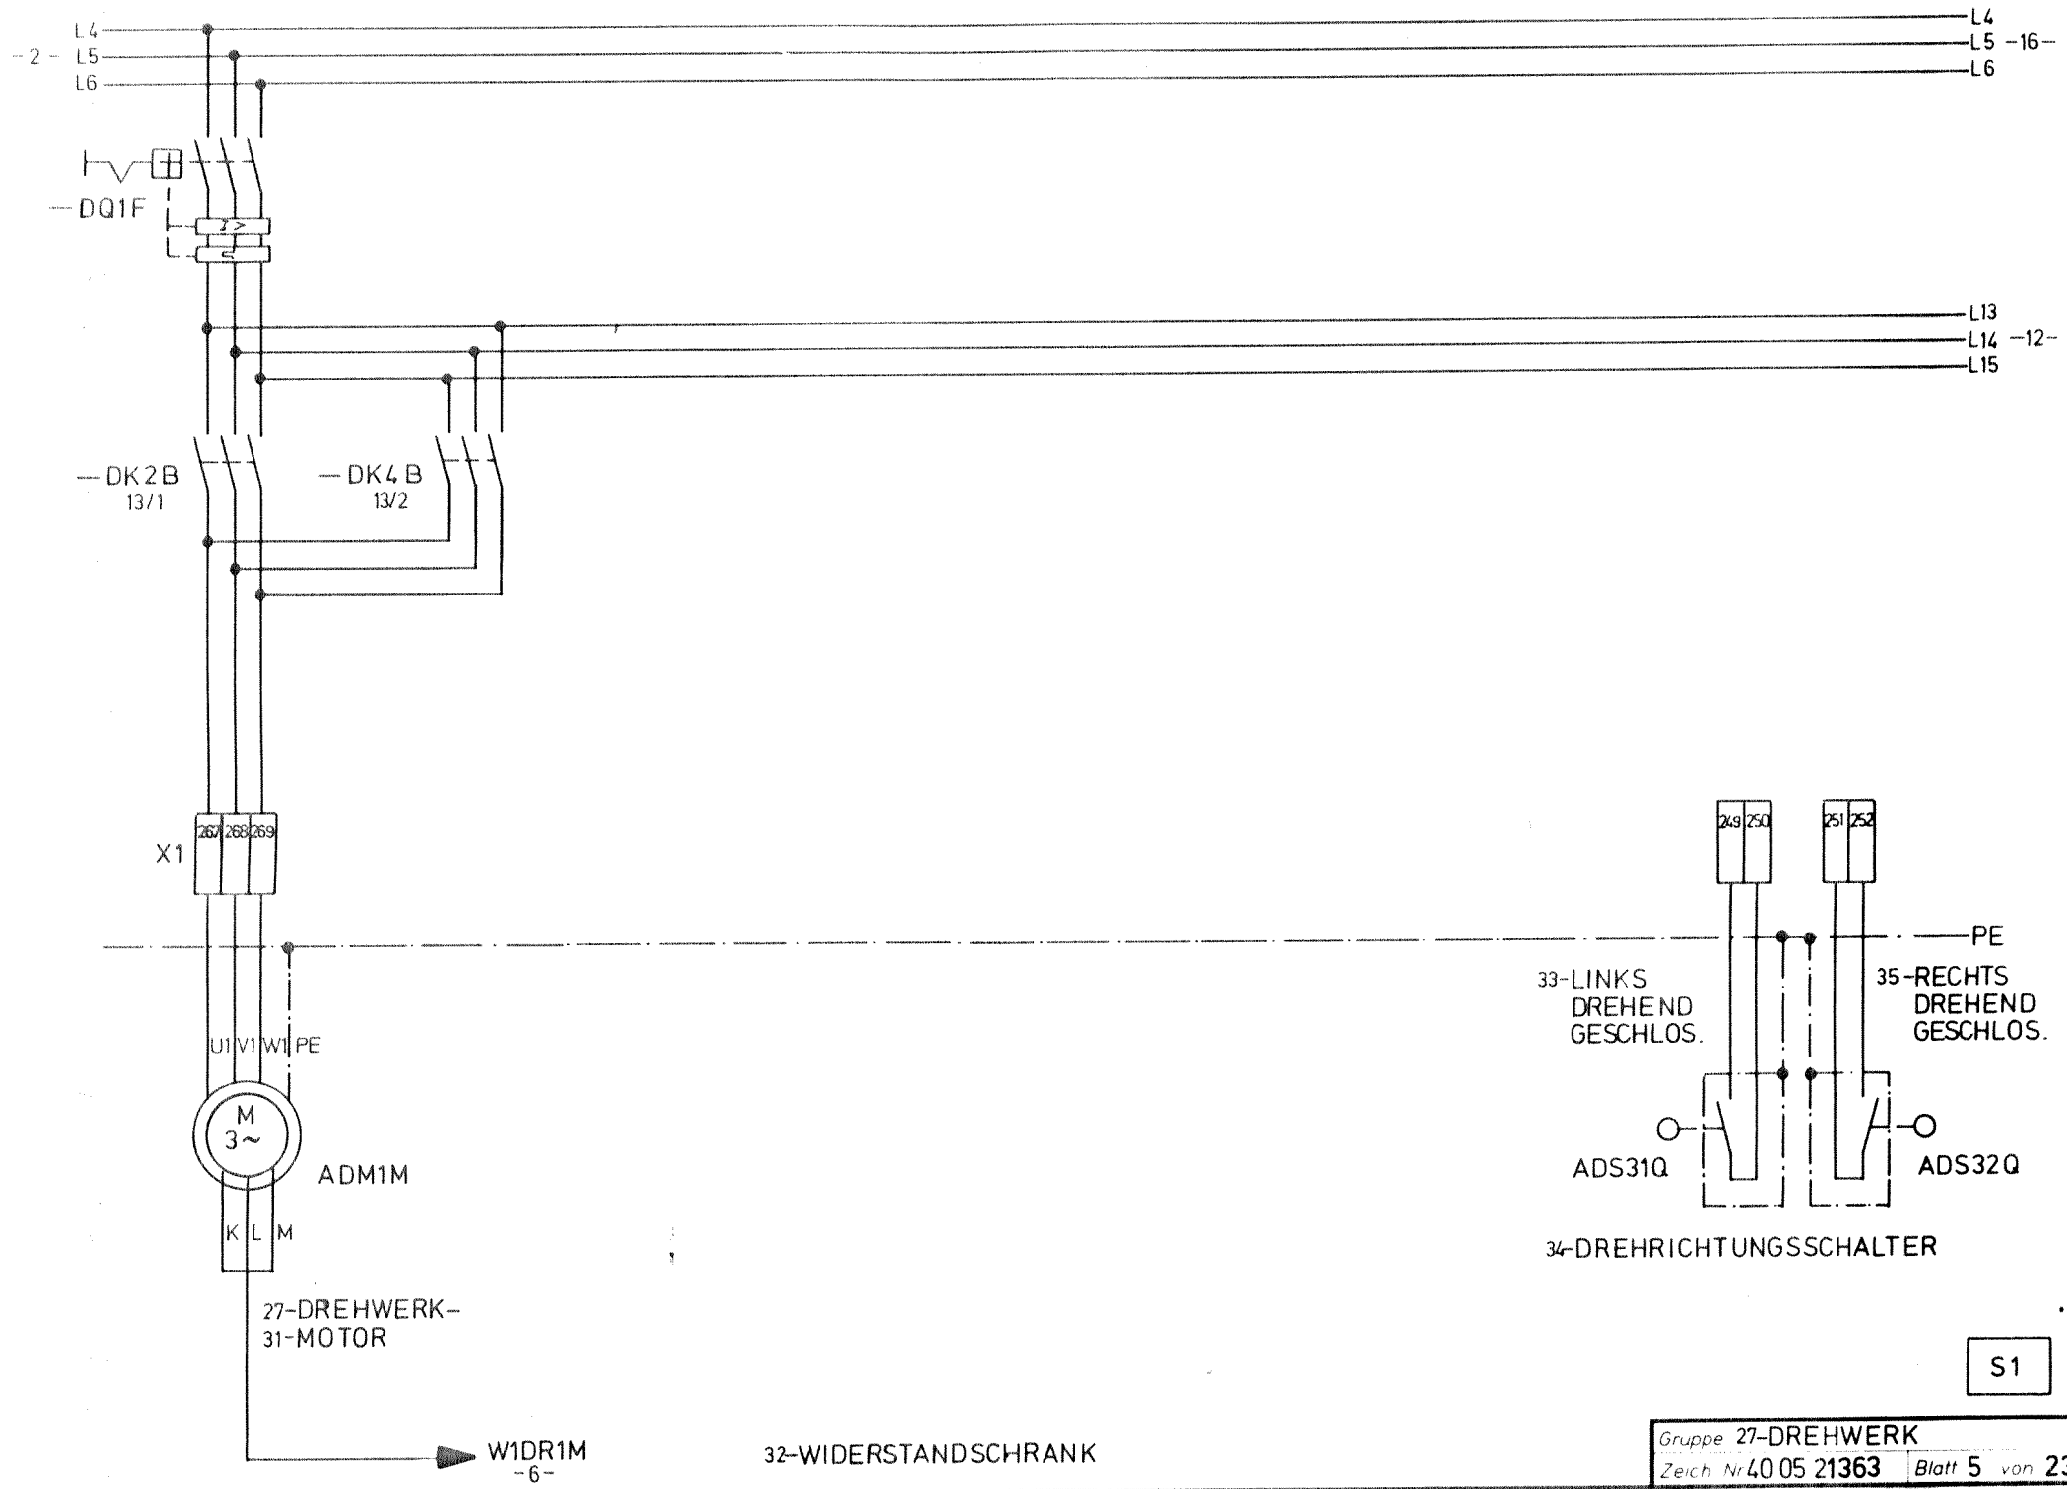 L4
L4
-2- L5
L5 -16-
L6
L6
-DQ1F
I>
L13
L14 -12-
L15
-DK2B
13/1
-DK4B
13/2
X1
267 268 269
249 250
251 252
PE
33-LINKS
DREHEND
GESCHLOS.
35-RECHTS
DREHEND
GESCHLOS.
U1 V1 W1 PE
M
3~
ADM1M
ADS31Q
ADS32Q
K L M
34-DREHRICHTUNGSSCHALTER
27-DREHWERK-
31-MOTOR
S1
W1DR1M
-6-
32-WIDERSTANDSCHRANK
Gruppe 27-DREHWERK
Zeich Nr 40 05 21363 Blatt 5 von 23